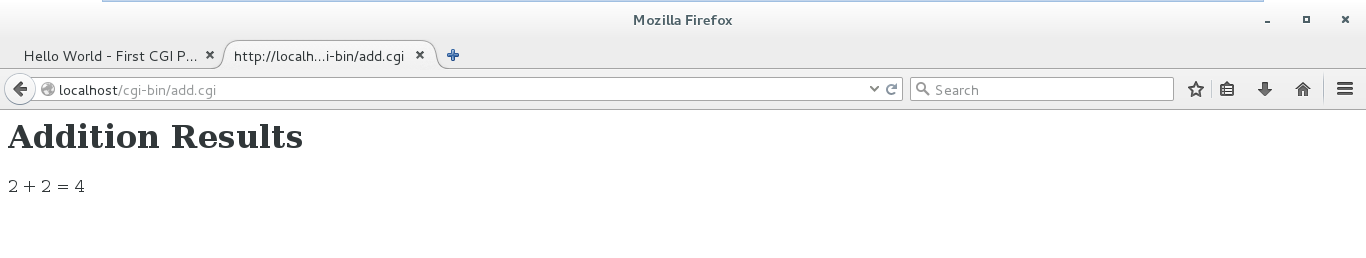 Mozilla Firefox
Hello World - First CGI P...
http://localh...i-bin/add.cgi
localhost/cgi-bin/add.cgi
Search
Addition Results
2 + 2 = 4